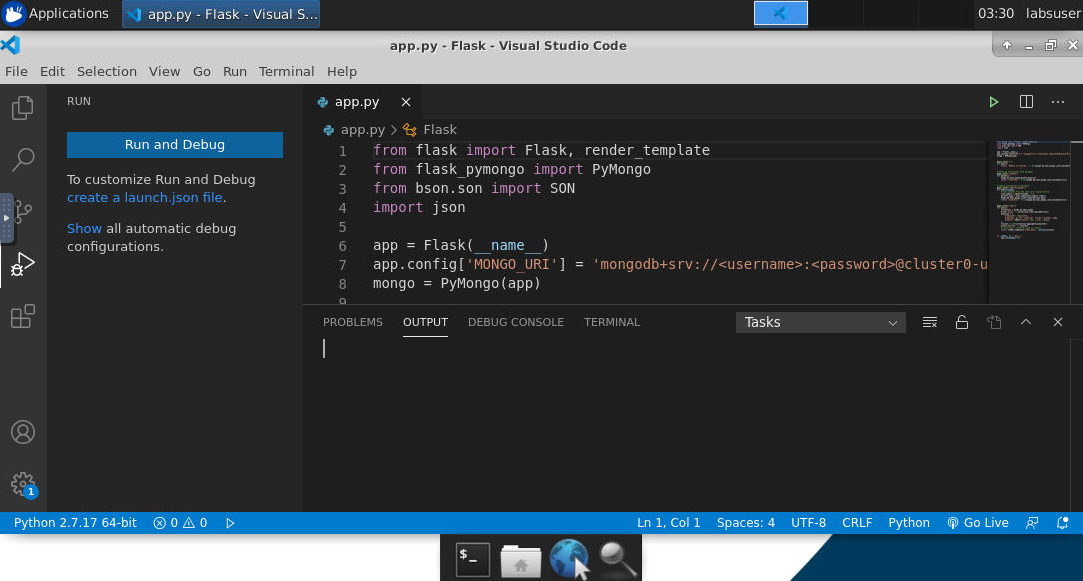 Applications
app.py - Flask - Visual S...
03:30
labsuser
app.py - Flask - Visual Studio Code
File Edit Selection View Go Run Terminal Help
RUN
Run and Debug
To customize Run and Debug
create a launch.json file.
Show all automatic debug
configurations.
1
app.py
app.py > Flask
1 from flask import Flask, render_template
2 from flask_pymongo import PyMongo
3 from bson.son import SON
4 import json
5
6 app = Flask(__name__)
7 app.config['MONGO_URI'] = 'mongodb+srv://<username>:<password>@cluster0-u
8 mongo = PyMongo(app)
9
PROBLEMS OUTPUT DEBUG CONSOLE TERMINAL
Tasks
Python 2.7.17 64-bit 0 0
Ln 1, Col 1 Spaces: 4 UTF-8 CRLF Python Go Live
$_